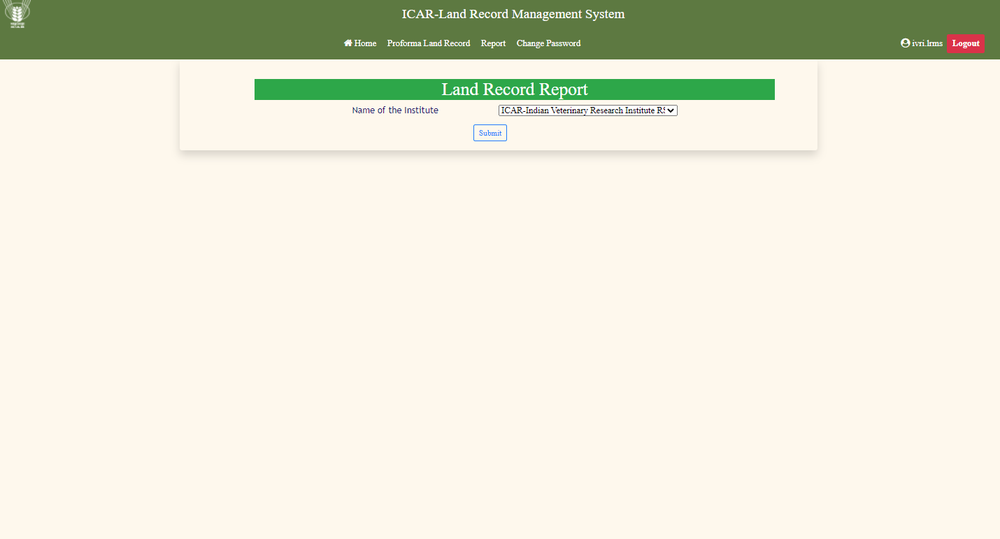 ICAR-Land Record Management System
Home Proforma Land Record Report Change Password ivri.lrms Logout
Land Record Report
Name of the Institute ICAR-Indian Veterinary Research Institute RS
Submit